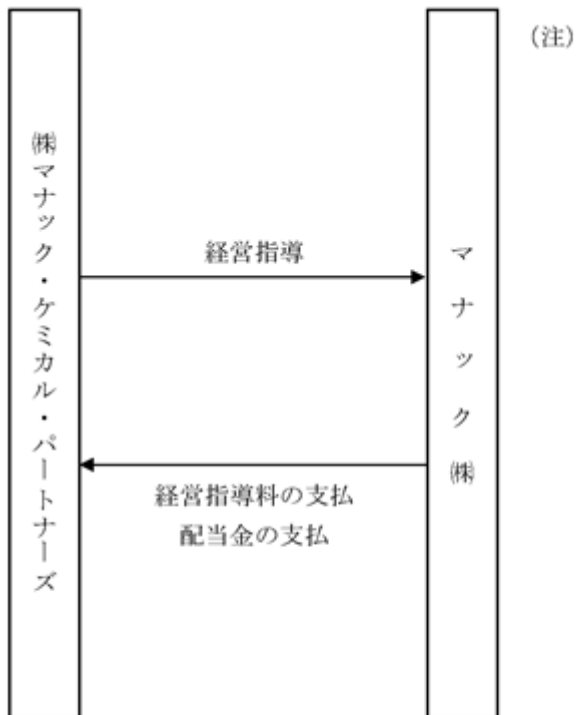 (注)
㈱マナック・ケミカル・パートナーズ
経営指導
マナック㈱
経営指導料の支払
配当金の支払